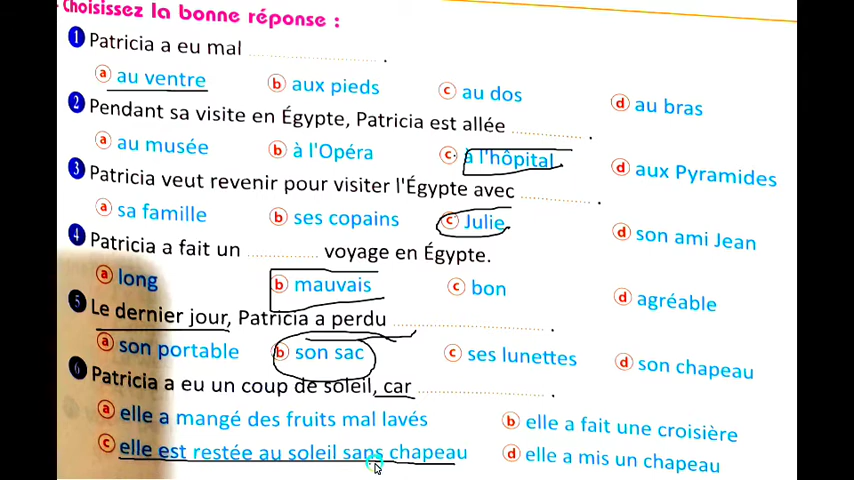 Choisissez la bonne réponse :
1 Patricia a eu mal .................... .
a au ventre b aux pieds c au dos d au bras
2 Pendant sa visite en Égypte, Patricia est allée .................... .
a au musée b à l'Opéra c à l'hôpital d aux Pyramides
3 Patricia veut revenir pour visiter l'Égypte avec .................... .
a sa famille b ses copains c Julie d son ami Jean
4 Patricia a fait un .................... voyage en Égypte.
a long b mauvais c bon d agréable
5 Le dernier jour, Patricia a perdu .................... .
a son portable b son sac c ses lunettes d son chapeau
6 Patricia a eu un coup de soleil, car .................... .
a elle a mangé des fruits mal lavés b elle a fait une croisière
c elle est restée au soleil sans chapeau d elle a mis un chapeau